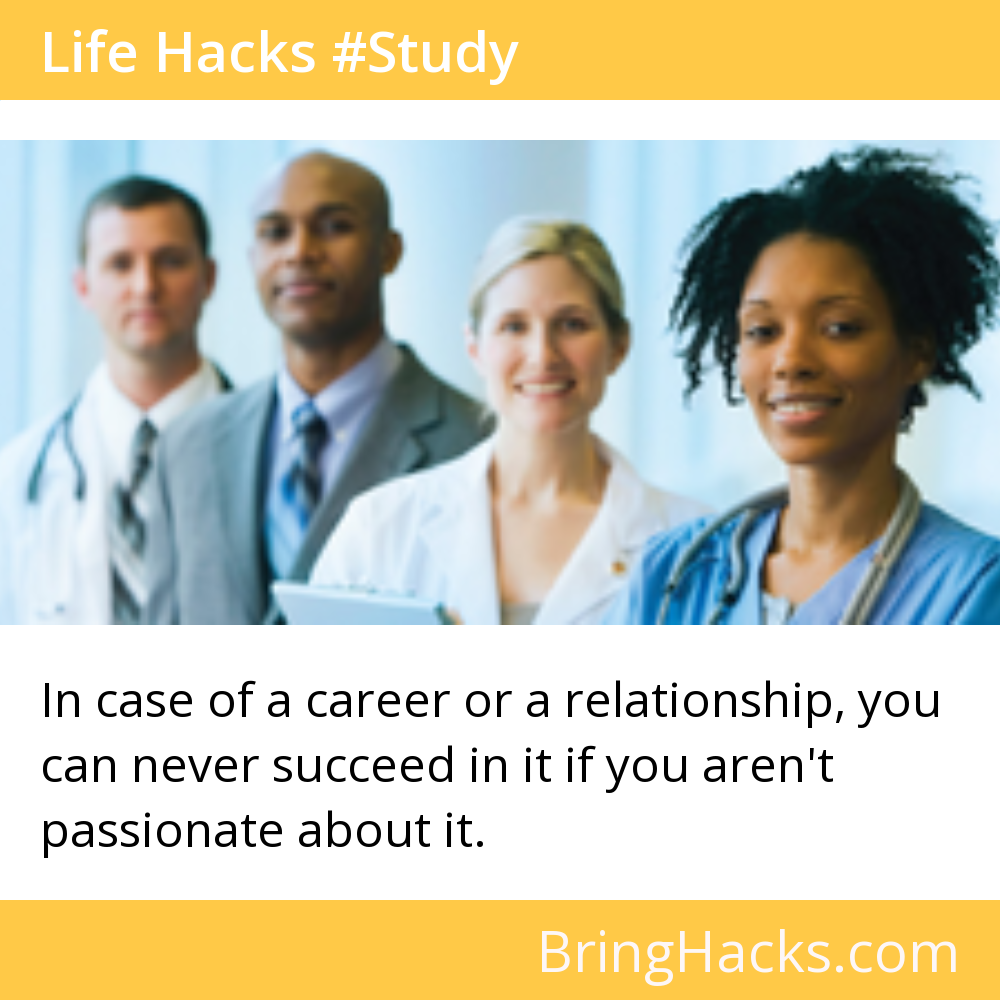 Life Hacks #Study
In case of a career or a relationship, you
can never succeed in it if you aren't
passionate about it.
BringHacks.com